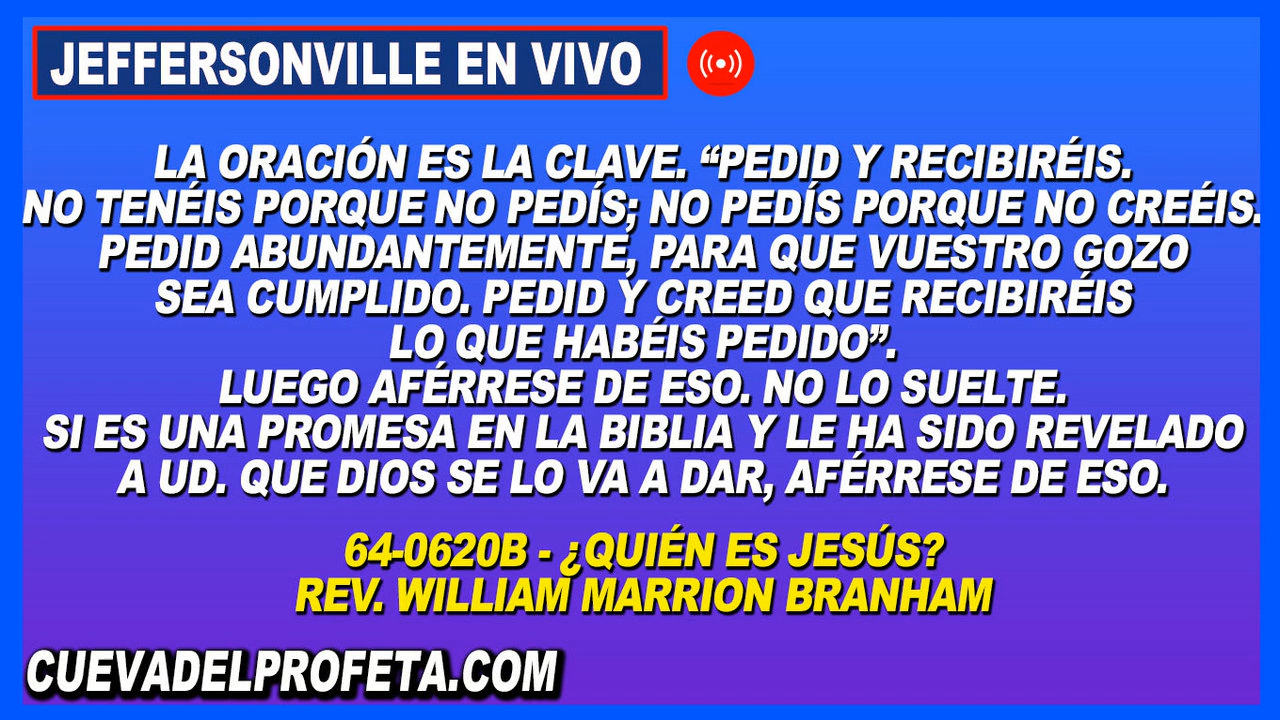 JEFFERSONVILLE EN VIVO
LA ORACIÓN ES LA CLAVE. “PEDID Y RECIBIRÉIS.
NO TENÉIS PORQUE NO PEDÍS; NO PEDÍS PORQUE NO CREÉIS.
PEDID ABUNDANTEMENTE, PARA QUE VUESTRO GOZO
SEA CUMPLIDO. PEDID Y CREED QUE RECIBIRÉIS
LO QUE HABÉIS PEDIDO”.
LUEGO AFÉRRESE DE ESO. NO LO SUELTE.
SI ES UNA PROMESA EN LA BIBLIA Y LE HA SIDO REVELADO
A UD. QUE DIOS SE LO VA A DAR, AFÉRRESE DE ESO.
64-0620B - ¿QUIÉN ES JESÚS?
REV. WILLIAM MARRION BRANHAM
CUEVADELPROFETA.COM